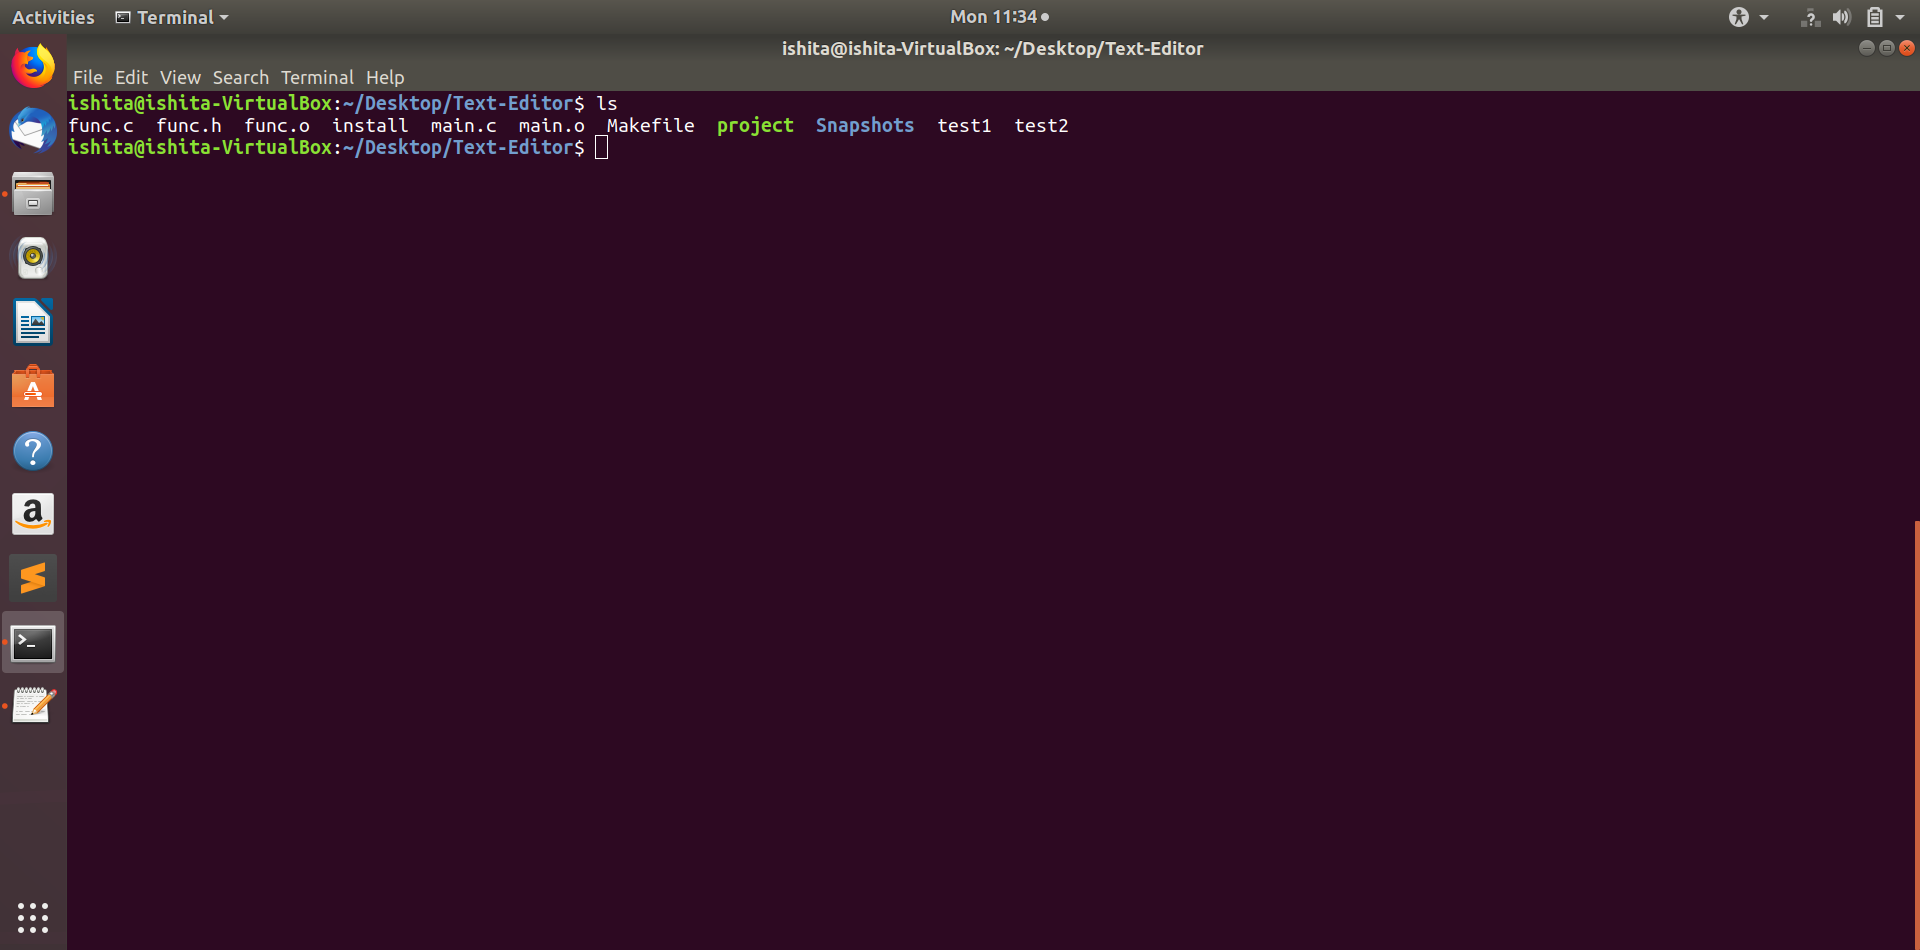 Activities Terminal Mon 11:34
ishita@ishita-VirtualBox: ~/Desktop/Text-Editor
File Edit View Search Terminal Help
ishita@ishita-VirtualBox:~/Desktop/Text-Editor$ ls
func.c func.h func.o install main.c main.o Makefile project Snapshots test1 test2
ishita@ishita-VirtualBox:~/Desktop/Text-Editor$